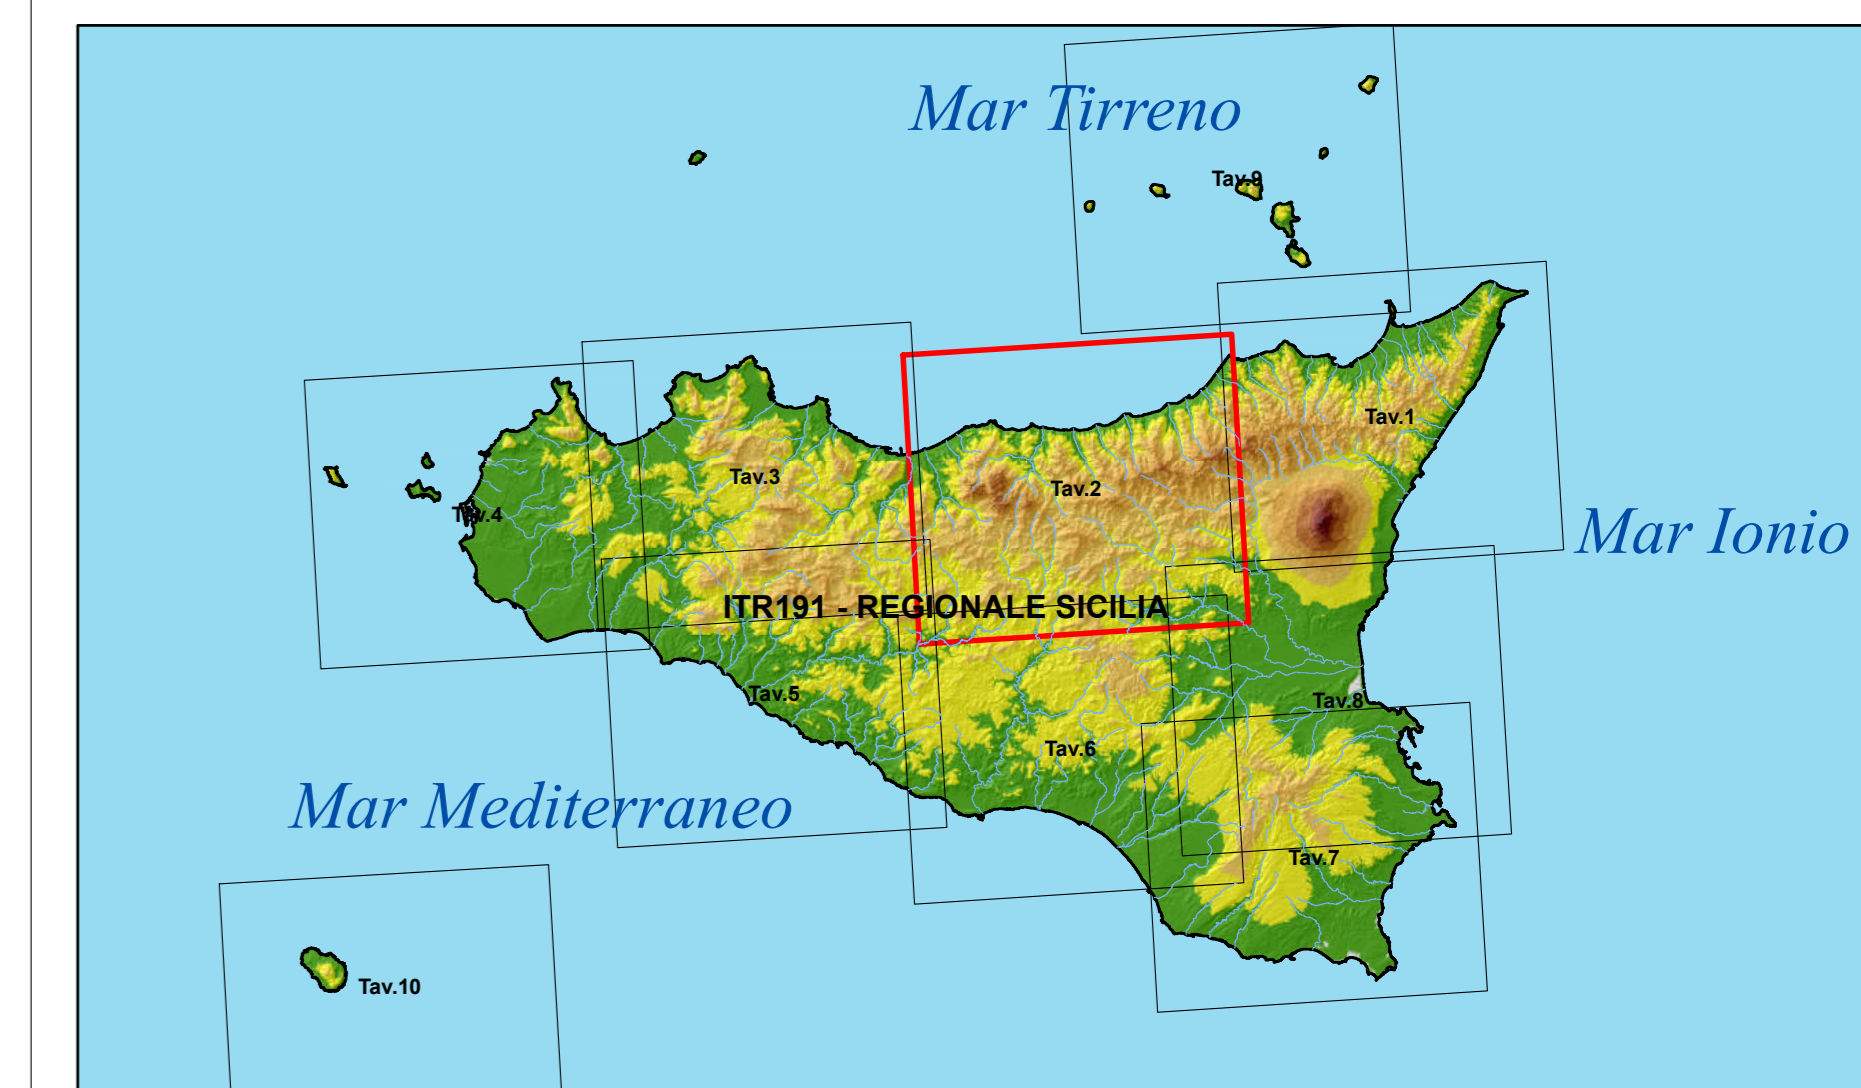 Mar Tirreno
Tav.9
Tav.1
Tav.3
Tav.2
Tav.4
Mar Ionio
ITR191 - REGIONALE SICILIA
Tav.5
Tav.8
Tav.6
Mar Mediterraneo
Tav.7
Tav.10